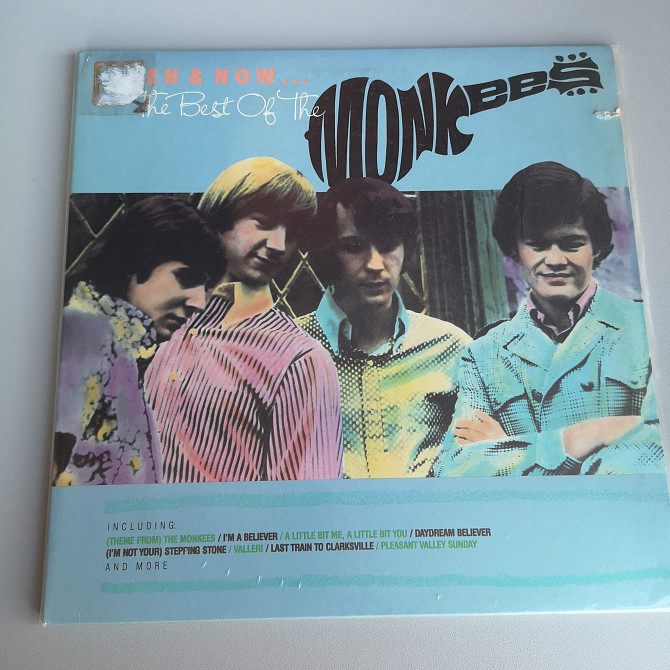 EN & NOW...
The Best Of The
MONKEES
INCLUDING:
(THEME FROM) THE MONKEES / I'M A BELIEVER / A LITTLE BIT ME, A LITTLE BIT YOU / DAYDREAM BELIEVER
(I'M NOT YOUR) STEPPING STONE / VALLERI / LAST TRAIN TO CLARKSVILLE / PLEASANT VALLEY SUNDAY
AND MORE